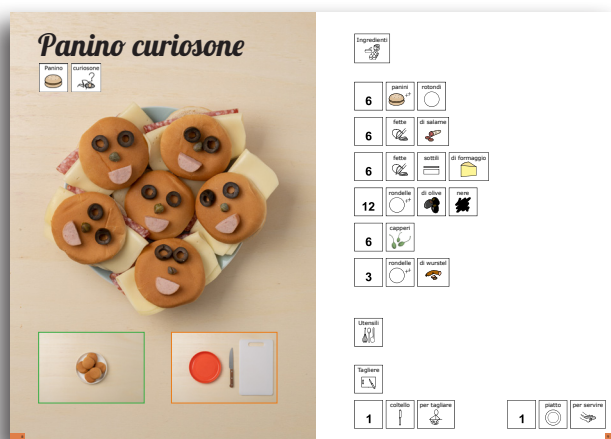 Panino curiosone
Panino curiosone
Ingredienti
6 panini rotondi
6 fette di salame
6 fette sottili di formaggio
12 rondelle di olive nere
6 capperi
3 rondelle di wurstel
Utensili
Tagliere
1 coltello per tagliare 1 piatto per servire